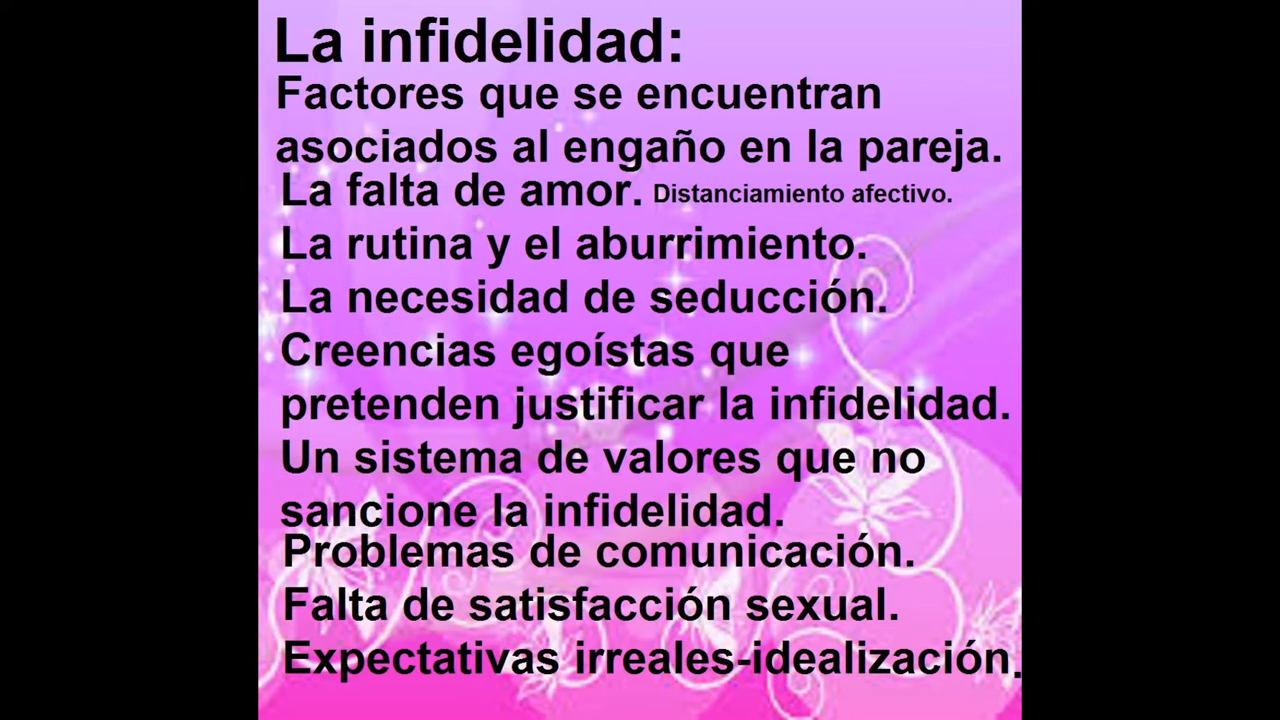 La infidelidad:
Factores que se encuentran
asociados al engaño en la pareja.
La falta de amor. Distanciamiento afectivo.
La rutina y el aburrimiento.
La necesidad de seducción.
Creencias egoístas que
pretenden justificar la infidelidad.
Un sistema de valores que no
sancione la infidelidad.
Problemas de comunicación.
Falta de satisfacción sexual.
Expectativas irreales-idealización.